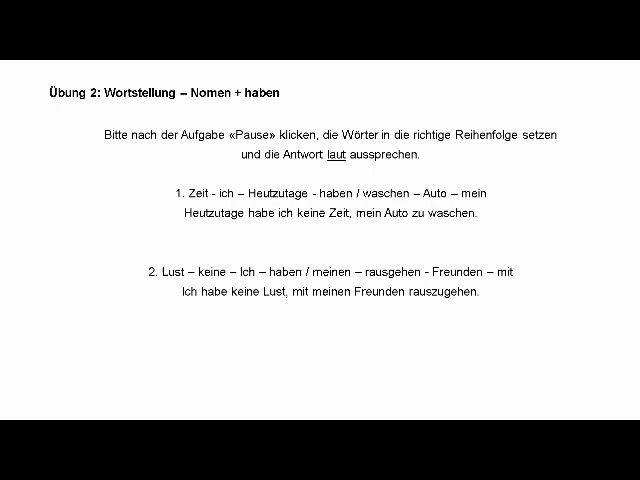 Übung 2: Wortstellung – Nomen + haben
Bitte nach der Aufgabe «Pause» klicken, die Wörter in die richtige Reihenfolge setzen
und die Antwort laut aussprechen.
1. Zeit - ich – Heutzutage - haben / waschen – Auto – mein
Heutzutage habe ich keine Zeit, mein Auto zu waschen.
2. Lust – keine – Ich – haben / meinen – rausgehen - Freunden – mit
Ich habe keine Lust, mit meinen Freunden rauszugehen.